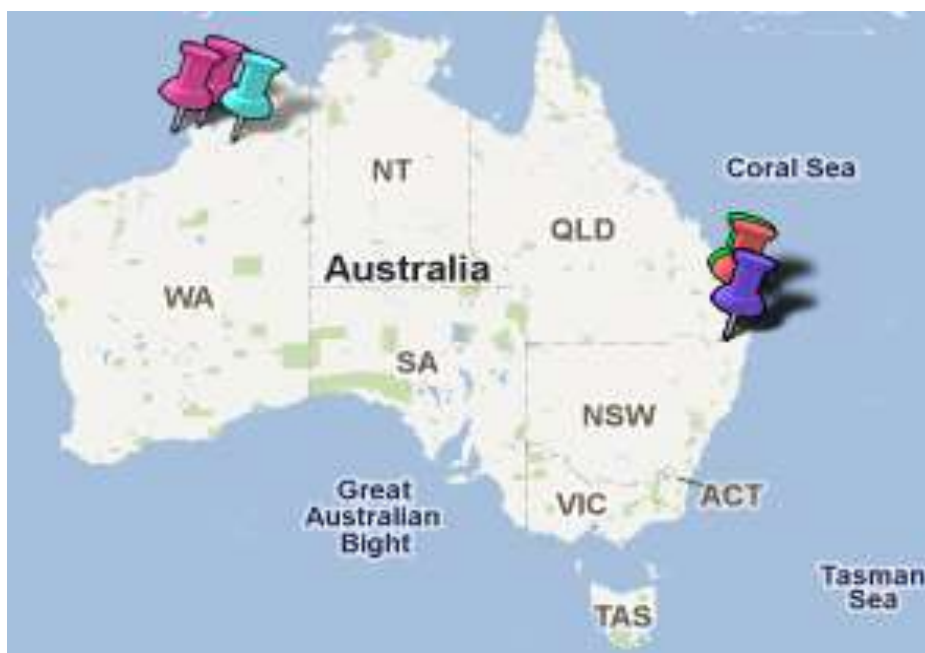 Coral Sea
NT
QLD
Australia
WA
SA
NSW
Great
Australian
Bight
VIC
ACT
Tasman
Sea
TAS